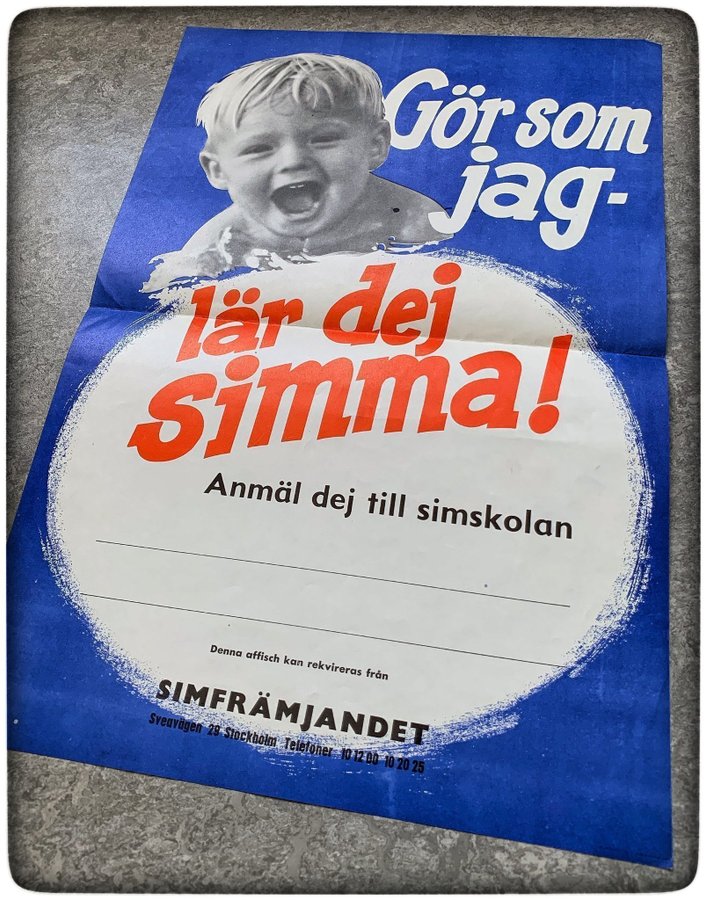 Gör som
jag-
lär dej
simma!
Anmäl dej till simskolan
Denna affisch kan rekvireras från
SIMFRÄMJANDET
Sveavägen 29 Stockholm Telefoner 10 12 00 10 20 25